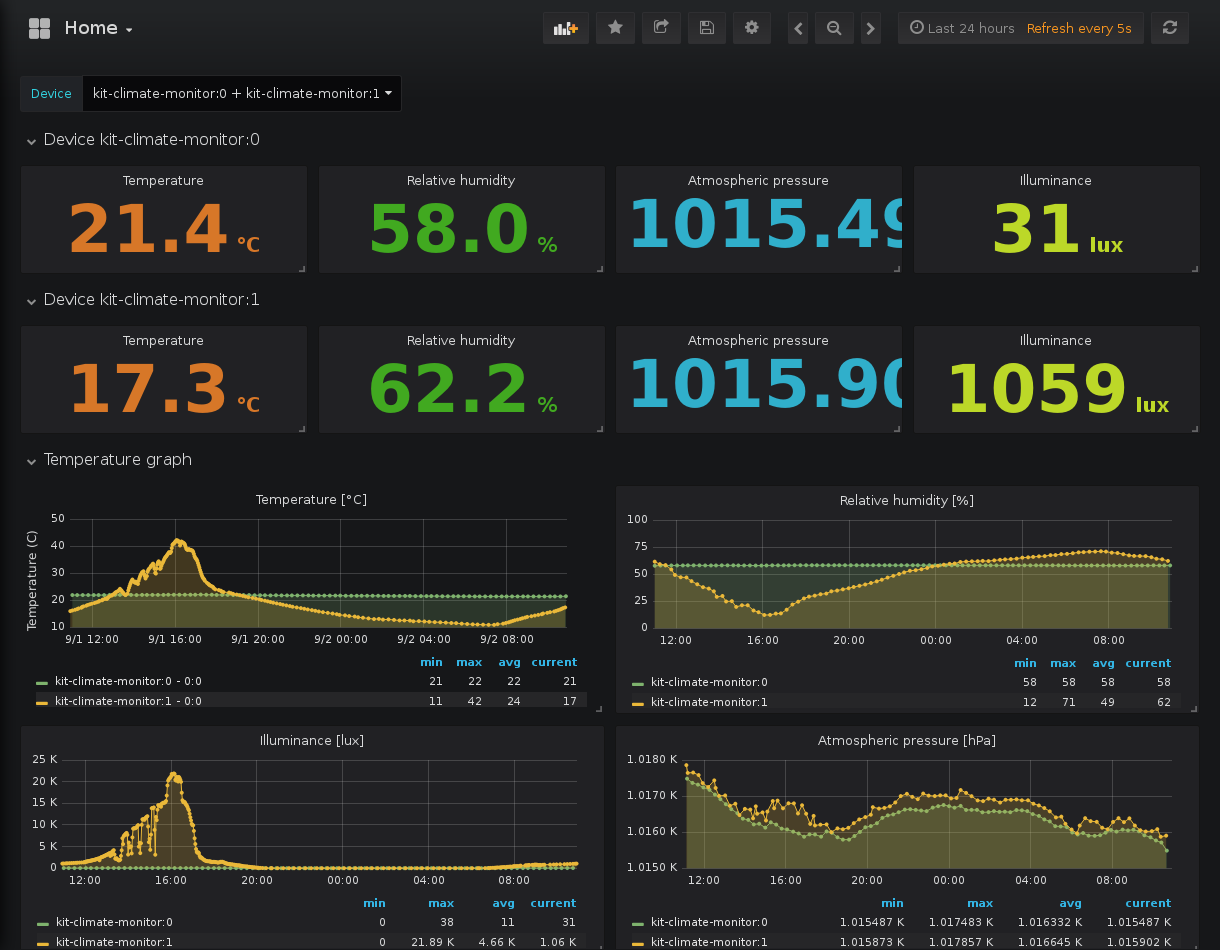 Home
Last 24 hours Refresh every 5s
Device kit-climate-monitor:0 + kit-climate-monitor:1
Device kit-climate-monitor:0
Temperature Relative humidity Atmospheric pressure Illuminance
21.4 °C 58.0 % 1015.49 31 lux
Device kit-climate-monitor:1
Temperature Relative humidity Atmospheric pressure Illuminance
17.3 °C 62.2 % 1015.90 1059 lux
Temperature graph
Temperature [°C]
Temperature (C)
50
40
30
20
10
9/1 12:00 9/1 16:00 9/1 20:00 9/2 00:00 9/2 04:00 9/2 08:00
min max avg current
kit-climate-monitor:0 - 0:0 21 22 22 21
kit-climate-monitor:1 - 0:0 11 42 24 17
Relative humidity [%]
100
75
50
25
0
12:00 16:00 20:00 00:00 04:00 08:00
min max avg current
kit-climate-monitor:0 58 58 58 58
kit-climate-monitor:1 12 71 49 62
Illuminance [lux]
25 K
20 K
15 K
10 K
5 K
0
12:00 16:00 20:00 00:00 04:00 08:00
min max avg current
kit-climate-monitor:0 0 38 11 31
kit-climate-monitor:1 0 21.89 K 4.66 K 1.06 K
Atmospheric pressure [hPa]
1.0180 K
1.0170 K
1.0160 K
1.0150 K
12:00 16:00 20:00 00:00 04:00 08:00
min max avg current
kit-climate-monitor:0 1.015487 K 1.017483 K 1.016332 K 1.015487 K
kit-climate-monitor:1 1.015873 K 1.017857 K 1.016645 K 1.015902 K